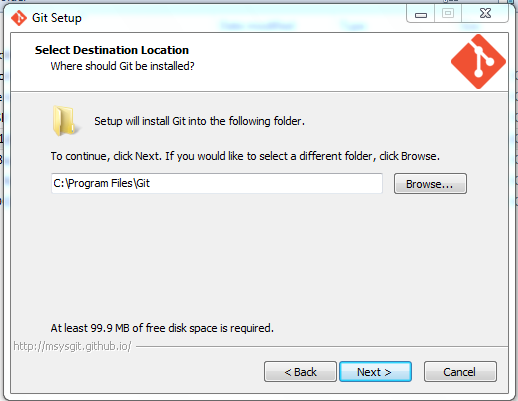 Git Setup
Select Destination Location
Where should Git be installed?
Setup will install Git into the following folder.
To continue, click Next. If you would like to select a different folder, click Browse.
C:\Program Files\Git
Browse...
At least 99.9 MB of free disk space is required.
http://msysgit.github.io/
< Back
Next >
Cancel